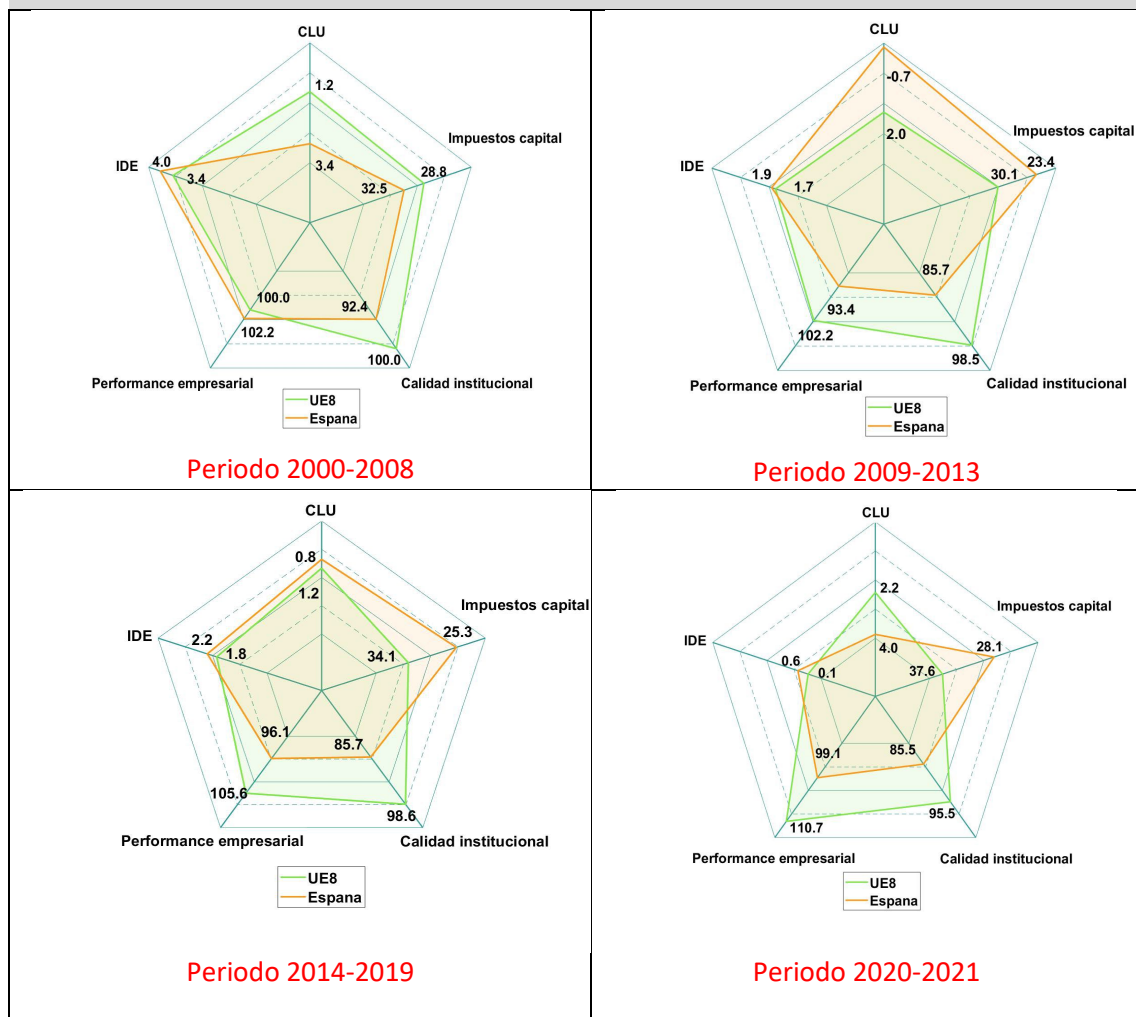 CLU
1.2
Impuestos capital
4.0
IDE
3.4
3.4
28.8
32.5
100.0
92.4
102.2
100.0
Performance empresarial
Calidad institucional
UE8
Espana
Periodo 2000-2008
CLU
-0.7
2.0
Impuestos capital
23.4
1.9
IDE
1.7
30.1
85.7
93.4
102.2
98.5
Performance empresarial
Calidad institucional
UE8
Espana
Periodo 2009-2013
CLU
0.8
1.2
Impuestos capital
25.3
2.2
IDE
1.8
34.1
96.1
85.7
105.6
98.6
Performance empresarial
Calidad institucional
UE8
Espana
Periodo 2014-2019
CLU
2.2
Impuestos capital
IDE
4.0
28.1
0.6
0.1
37.6
99.1
85.5
110.7
95.5
Performance empresarial
Calidad institucional
UE8
Espana
Periodo 2020-2021